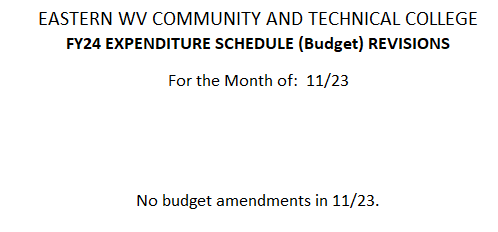 EASTERN WV COMMUNITY AND TECHNICAL COLLEGE
FY24 EXPENDITURE SCHEDULE (Budget) REVISIONS
For the Month of: 11/23
No budget amendments in 11/23.